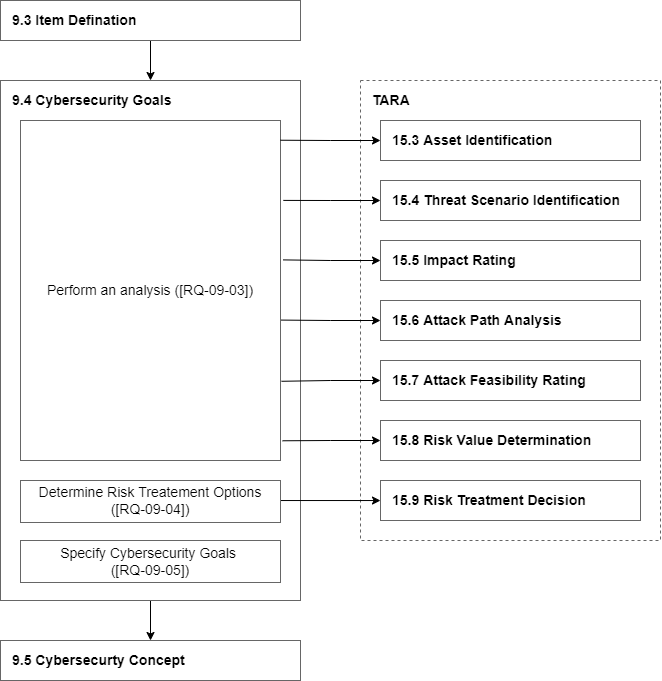 9.3 Item Defination
9.4 Cybersecurity Goals
Perform an analysis ([RQ-09-03])
Determine Risk Treatement Options
([RQ-09-04])
Specify Cybersecurity Goals
([RQ-09-05])
TARA
15.3 Asset Identification
15.4 Threat Scenario Identification
15.5 Impact Rating
15.6 Attack Path Analysis
15.7 Attack Feasibility Rating
15.8 Risk Value Determination
15.9 Risk Treatment Decision
9.5 Cybersecurty Concept